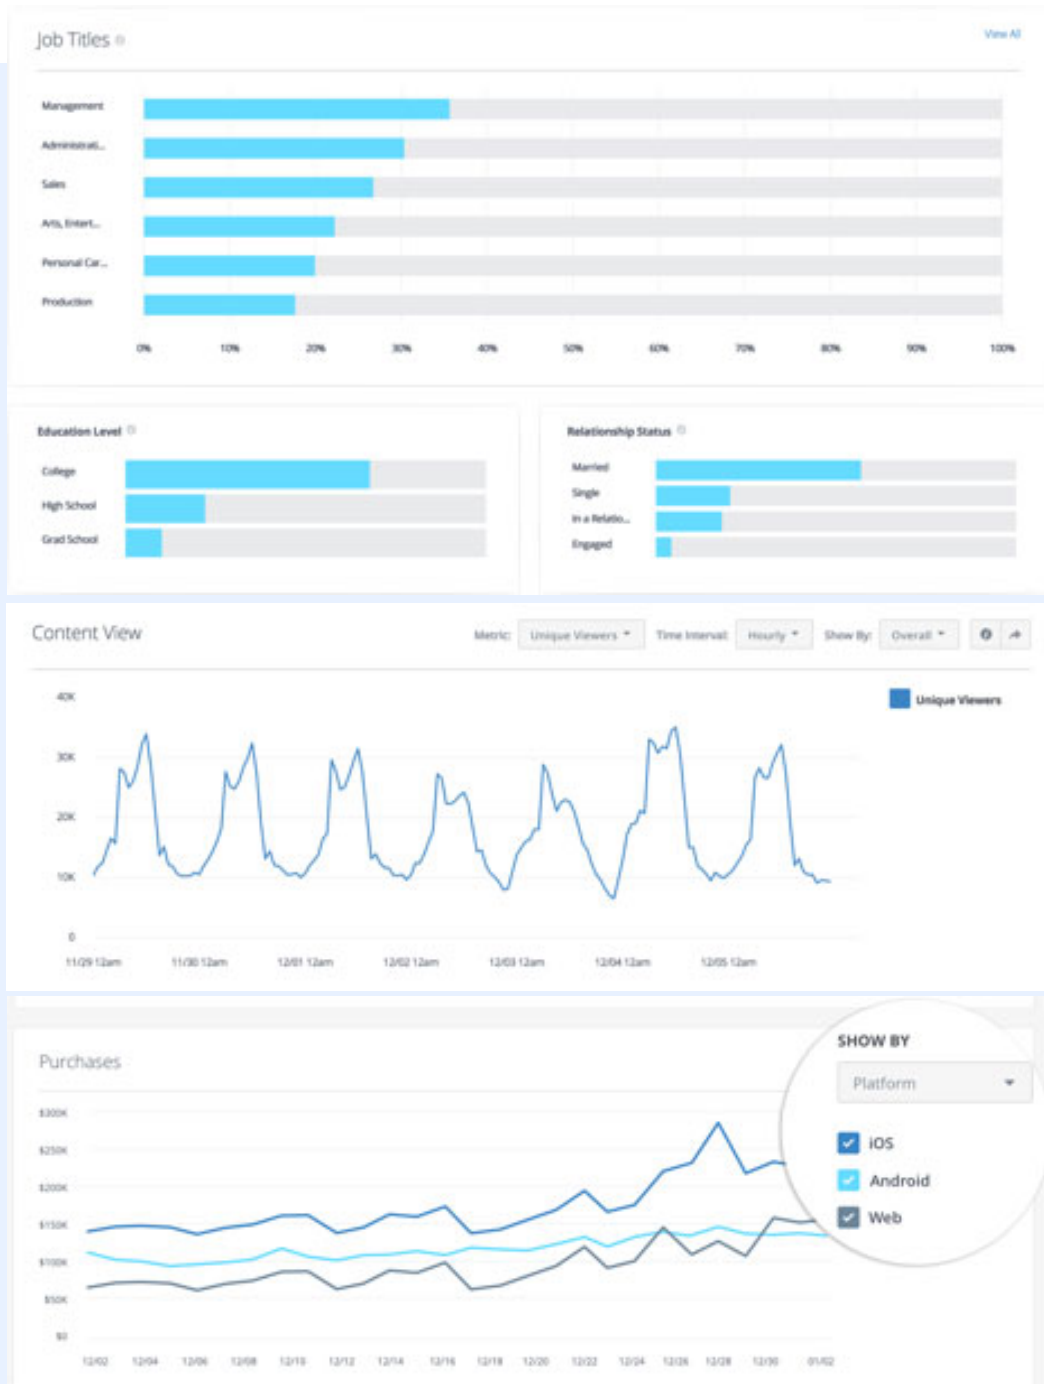 Job Titles
View All
Management
Administrati...
Sales
Arts, Entert...
Personal Car...
Production
0% 10% 20% 30% 40% 50% 60% 70% 80% 90% 100%
Education Level
College
High School
Grad School
Relationship Status
Married
Single
In a Relatio...
Engaged
Content View
Metric: Unique Viewers Time Interval: Hourly Show By: Overall
40K
Unique Viewers
30K
20K
10K
0
11/29 12am 11/30 12am 12/01 12am 12/02 12am 12/03 12am 12/04 12am 12/05 12am
SHOW BY
Platform
iOS
Android
Web
Purchases
$300K
$250K
$200K
$150K
$100K
$50K
$0
12/02 12/04 12/06 12/08 12/10 12/12 12/14 12/16 12/18 12/20 12/22 12/24 12/26 12/28 12/30 01/02